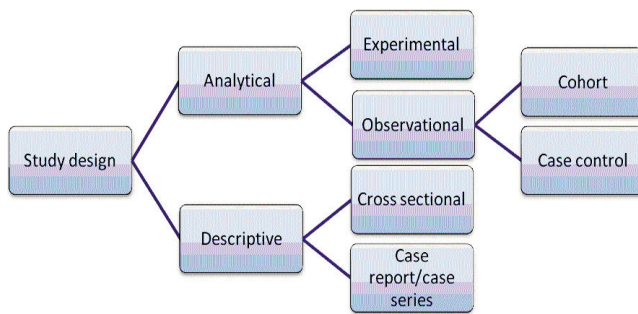 Study design
Analytical
Descriptive
Experimental
Observational
Cross sectional
Case
report/case
series
Cohort
Case control